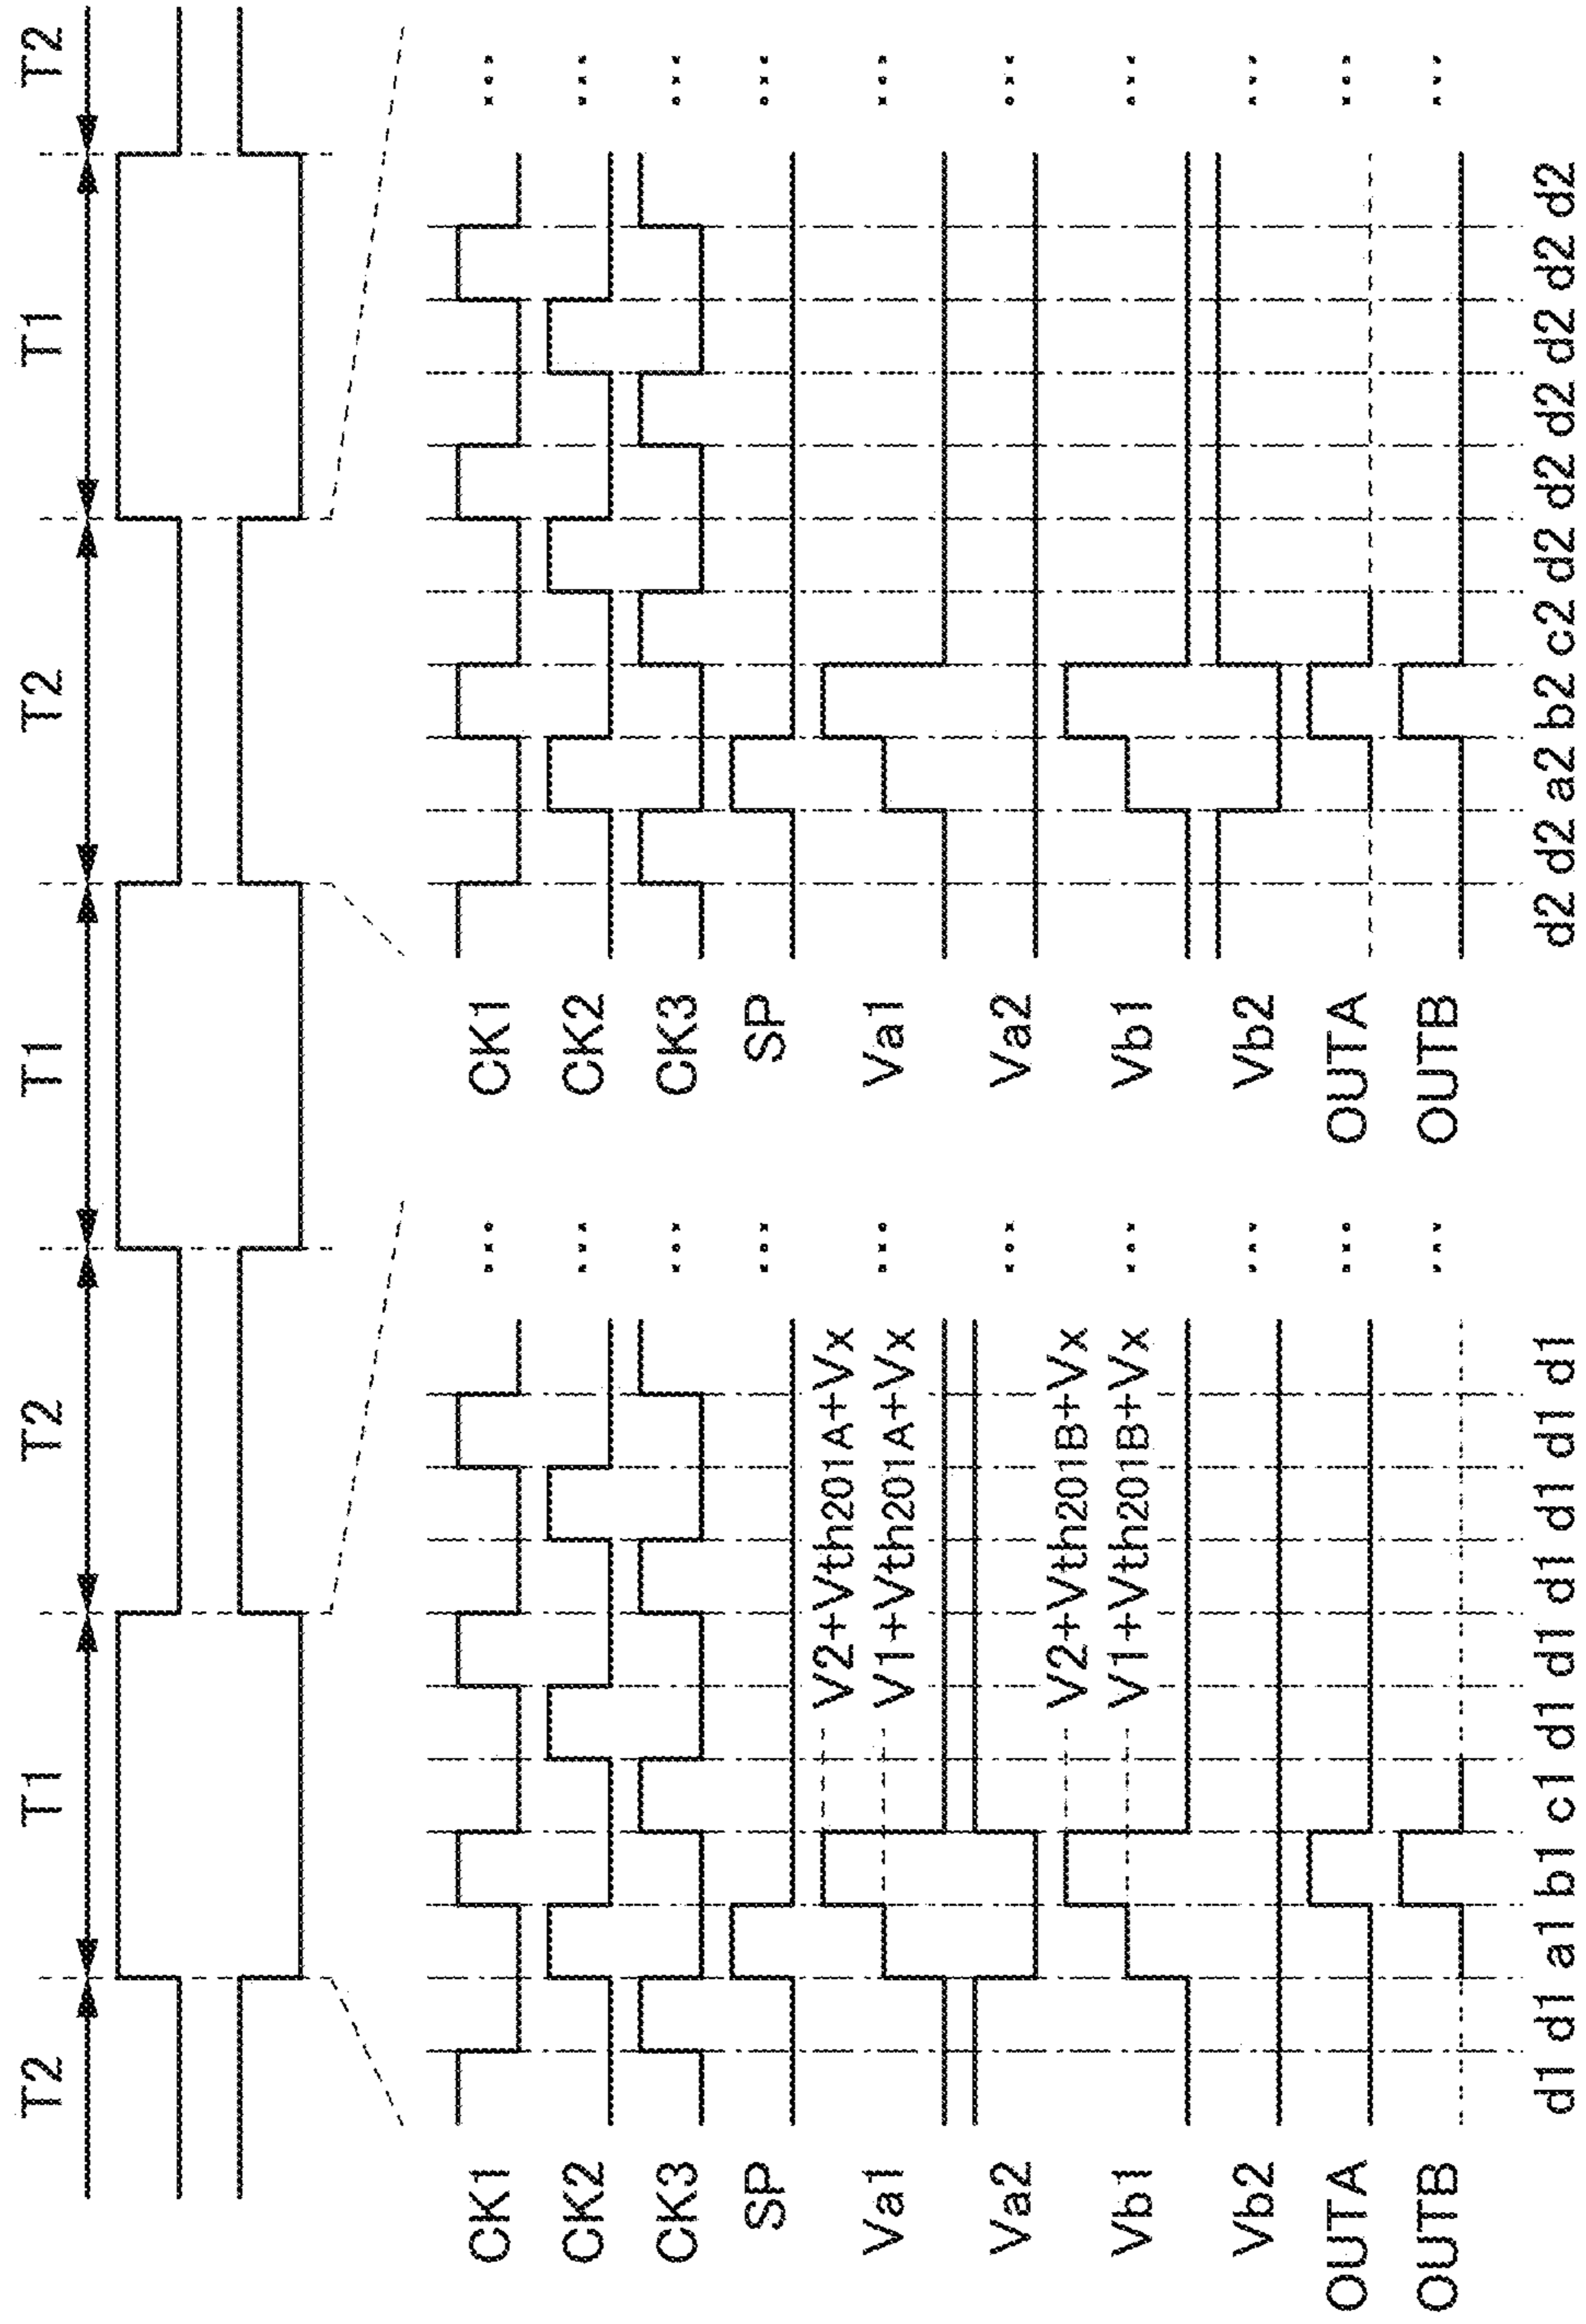 T2 T1 T2 T1 T2 T1 T2
CK1
CK2
CK3
SP
Va1
V2+Vth201A+Vx
V1+Vth201A+Vx
Va2
Vb1
V2+Vth201B+Vx
V1+Vth201B+Vx
Vb2
OUTA
OUTB
d1 d1 a1 b1 c1 d1 d1 d1 d1 d1 d1
CK1
CK2
CK3
SP
Va1
Va2
Vb1
Vb2
OUTA
OUTB
d2 d2 a2 b2 c2 d2 d2 d2 d2 d2 d2